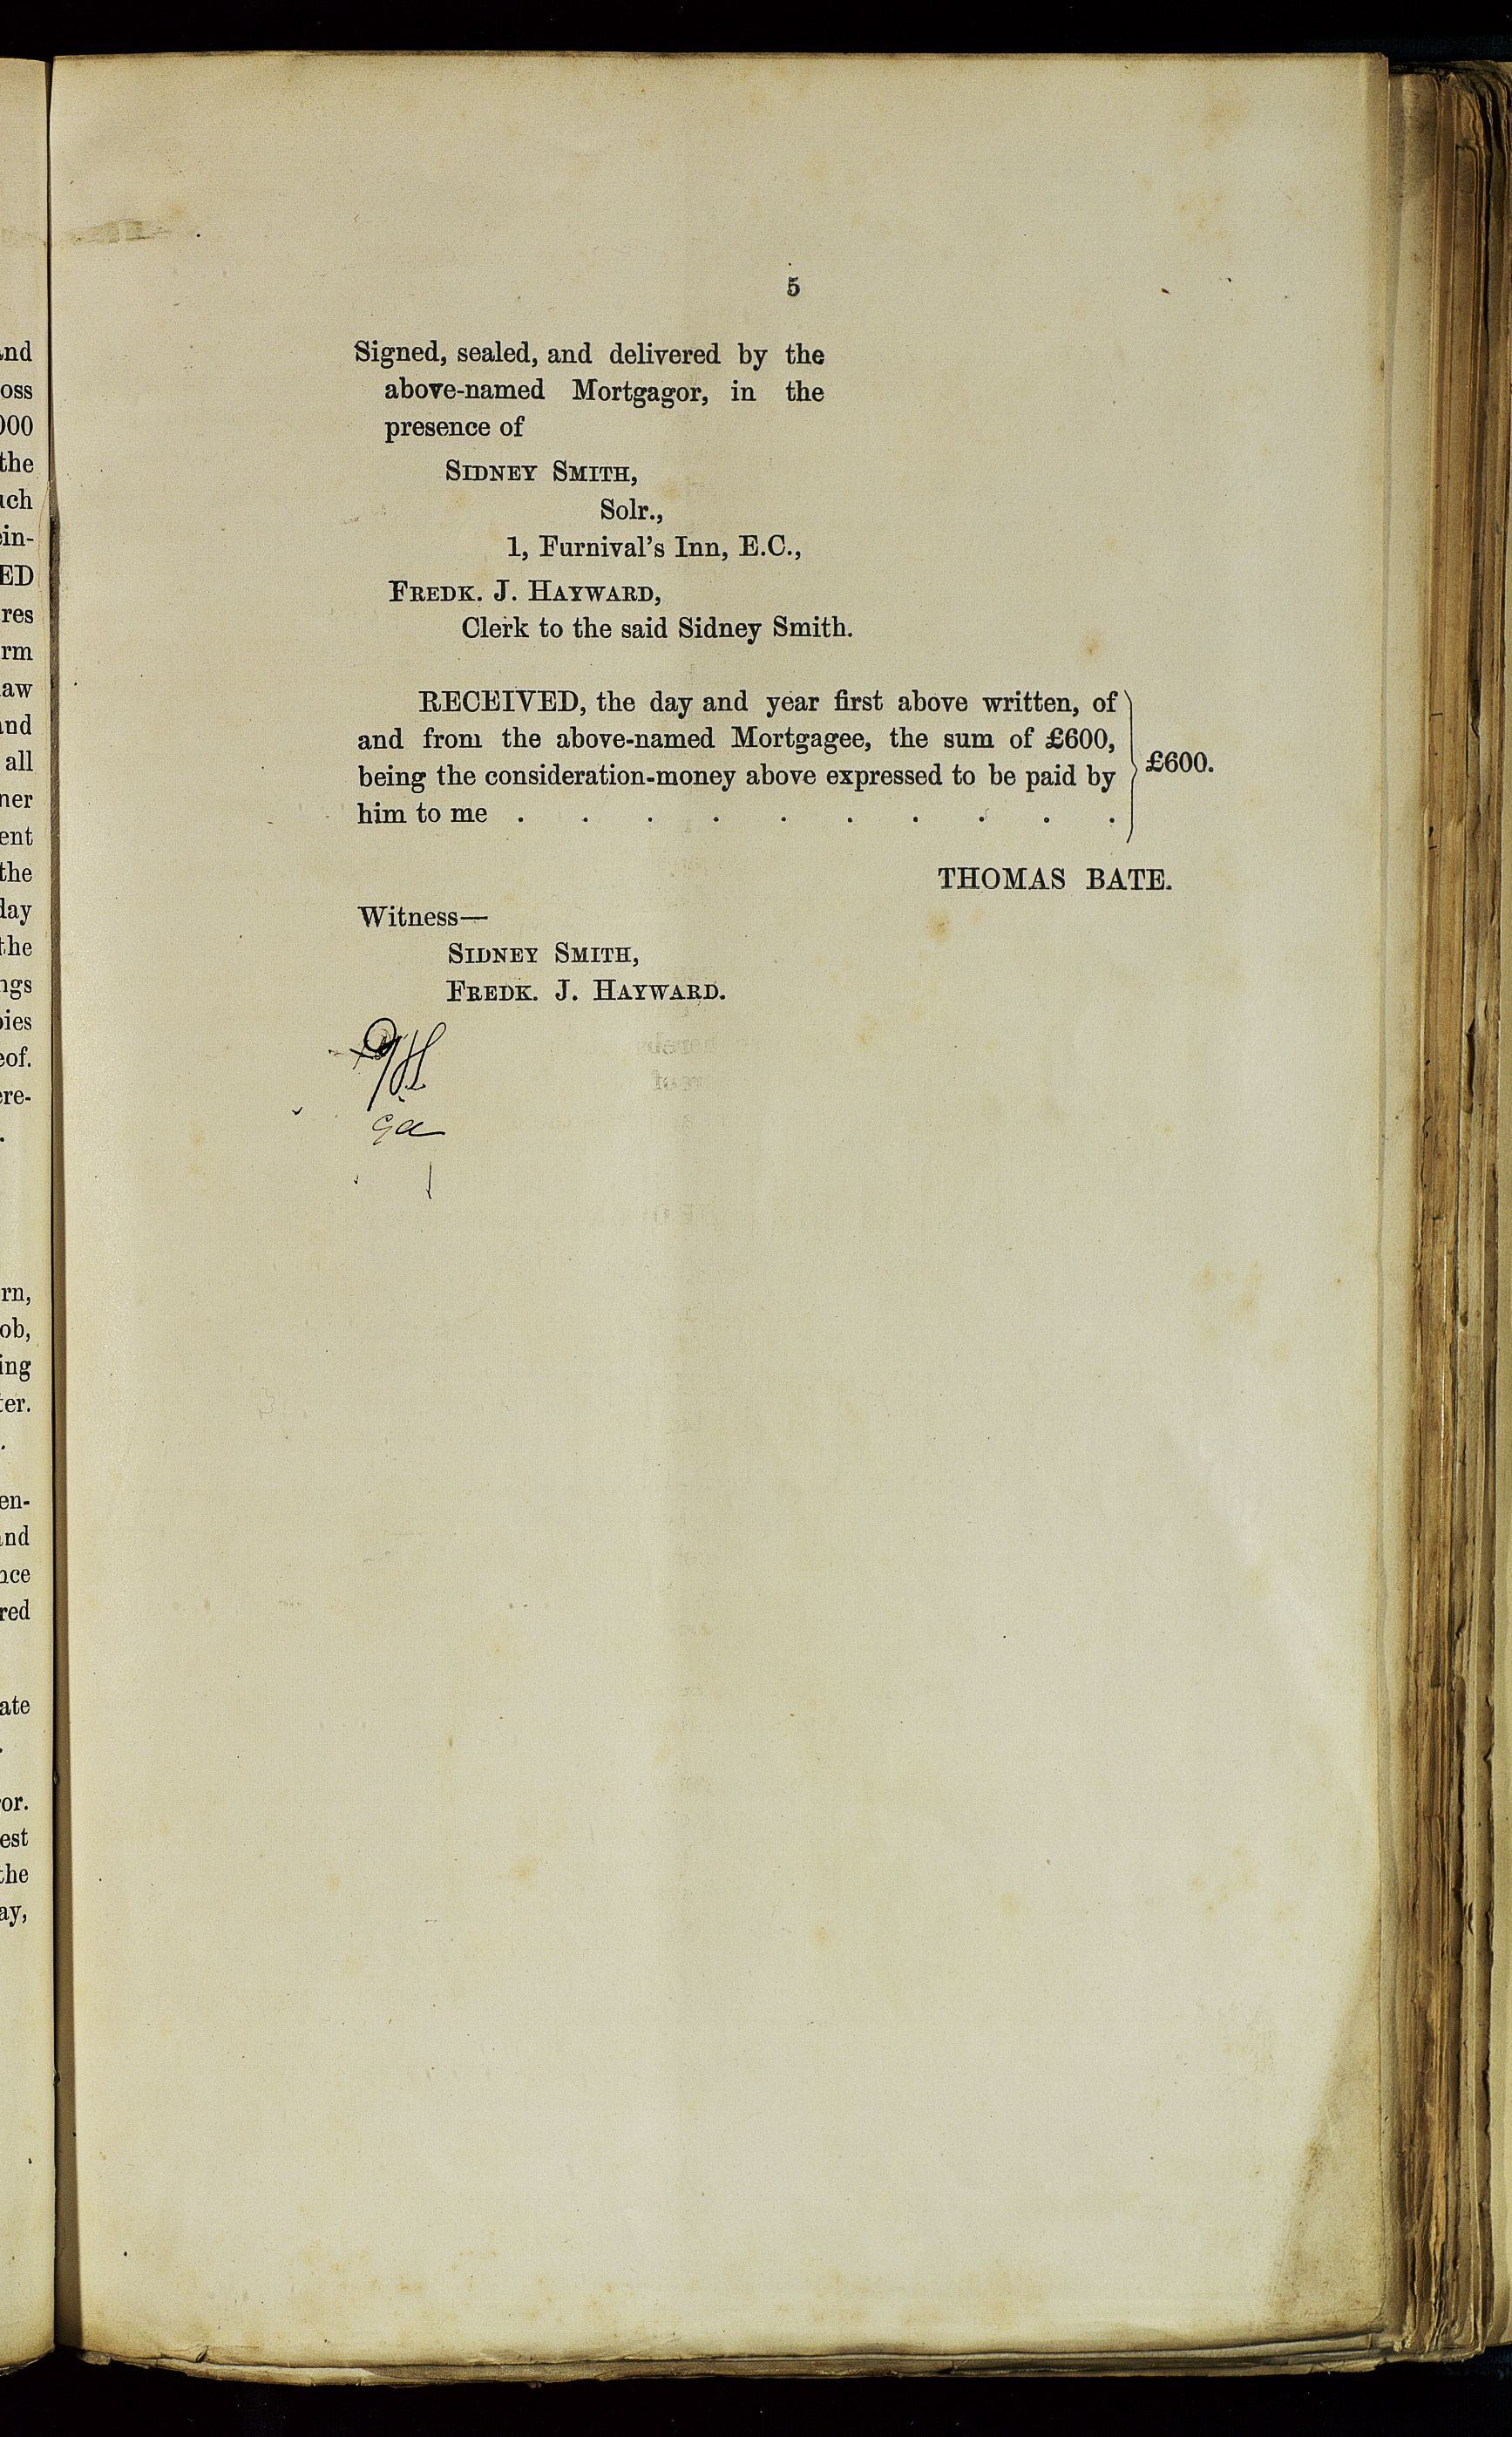 5
Signed, sealed, and delivered by the
above-named Mortgagor, in the
presence of
SIDNEY SMITH,
Solr.,
1, Furnival's Inn, E.C.,
FREDK. J. HAYWARD,
Clerk to the said Sidney Smith.
RECEIVED, the day and year first above written, of
and from the above-named Mortgagee, the sum of £600,
being the consideration-money above expressed to be paid by
him to me . . . . . . . . . .
£600.
THOMAS BATE.
Witness—
SIDNEY SMITH,
FREDK. J. HAYWARD.